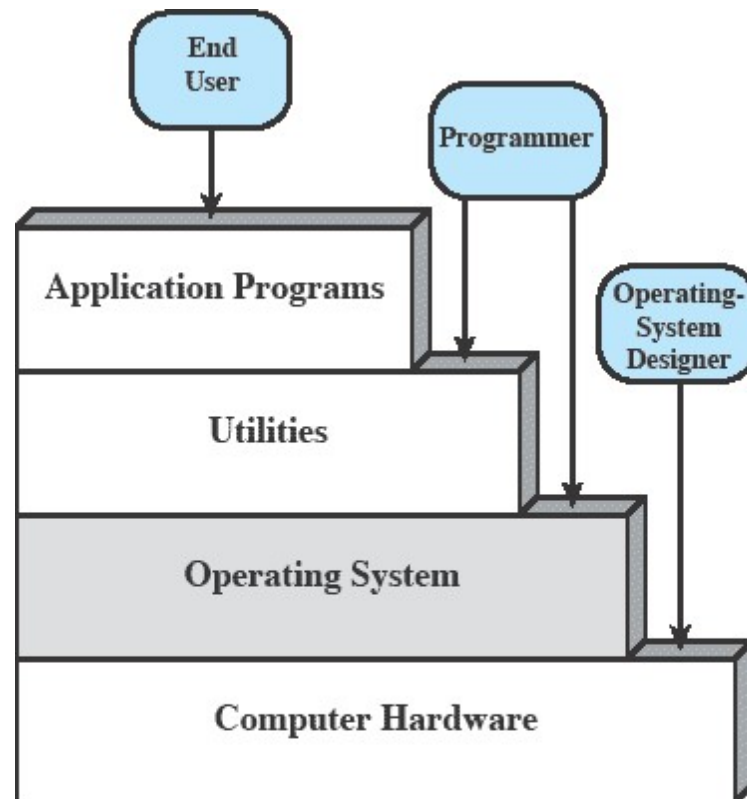 End
User
Programmer
Application Programs
Operating-
System
Designer
Utilities
Operating System
Computer Hardware